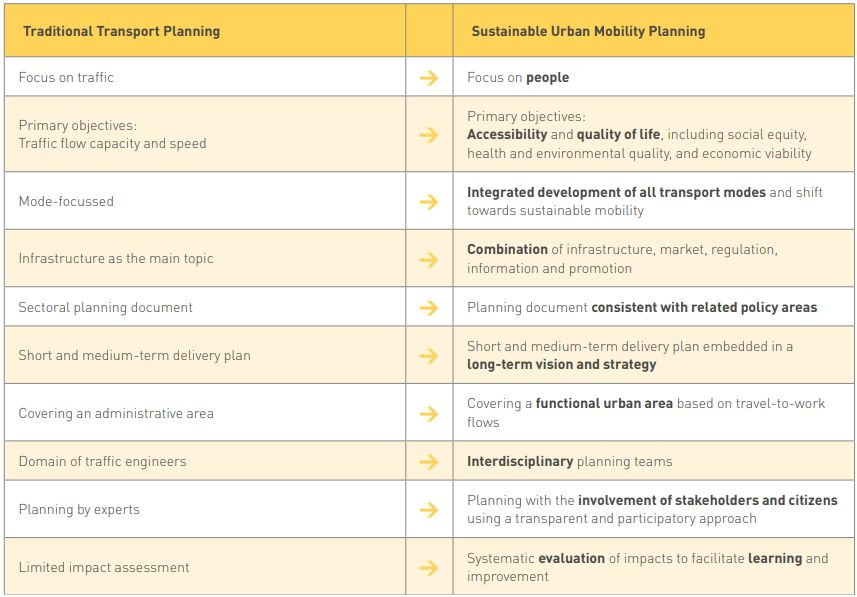 Traditional Transport Planning
Sustainable Urban Mobility Planning
Focus on traffic
Focus on people
Primary objectives:
Traffic flow capacity and speed
Primary objectives:
Accessibility and quality of life, including social equity,
health and environmental quality, and economic viability
Mode-focussed
Integrated development of all transport modes and shift
towards sustainable mobility
Infrastructure as the main topic
Combination of infrastructure, market, regulation,
information and promotion
Sectoral planning document
Planning document consistent with related policy areas
Short and medium-term delivery plan
Short and medium-term delivery plan embedded in a
long-term vision and strategy
Covering an administrative area
Covering a functional urban area based on travel-to-work
flows
Domain of traffic engineers
Interdisciplinary planning teams
Planning by experts
Planning with the involvement of stakeholders and citizens
using a transparent and participatory approach
Limited impact assessment
Systematic evaluation of impacts to facilitate learning and
improvement